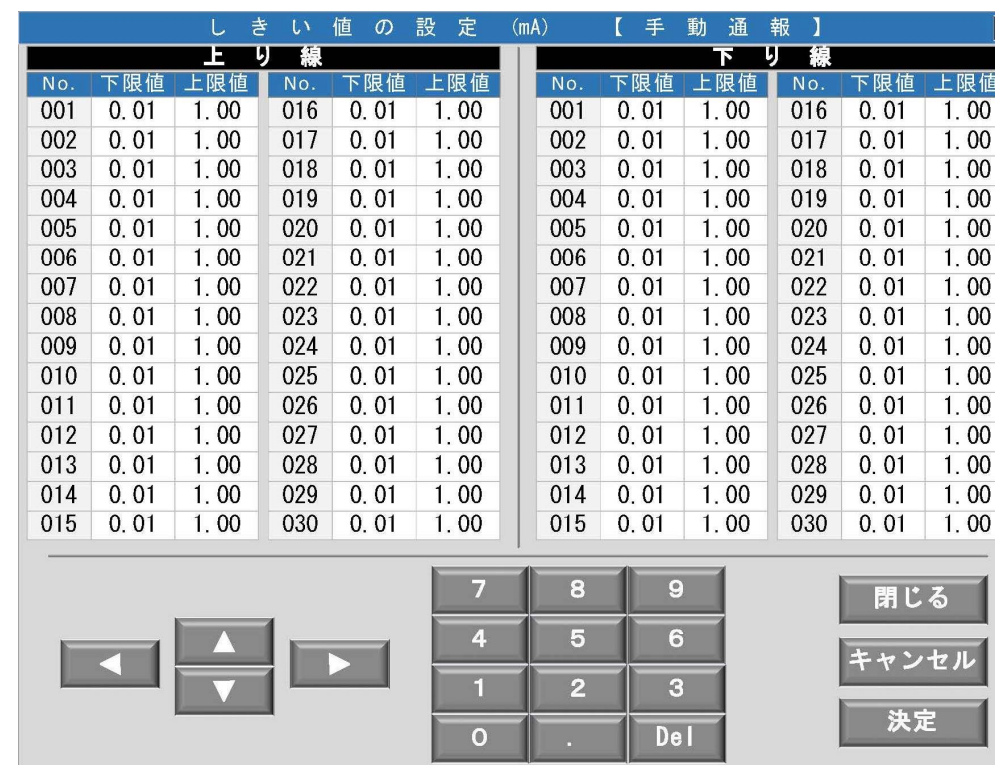 しきい値の設定 (mA) 【手動通報】
上り線 下り線
No. 下限値 上限値 No. 下限値 上限値 No. 下限値 上限値 No. 下限値 上限値
001 0.01 1.00 016 0.01 1.00 001 0.01 1.00 016 0.01 1.00
002 0.01 1.00 017 0.01 1.00 002 0.01 1.00 017 0.01 1.00
003 0.01 1.00 018 0.01 1.00 003 0.01 1.00 018 0.01 1.00
004 0.01 1.00 019 0.01 1.00 004 0.01 1.00 019 0.01 1.00
005 0.01 1.00 020 0.01 1.00 005 0.01 1.00 020 0.01 1.00
006 0.01 1.00 021 0.01 1.00 006 0.01 1.00 021 0.01 1.00
007 0.01 1.00 022 0.01 1.00 007 0.01 1.00 022 0.01 1.00
008 0.01 1.00 023 0.01 1.00 008 0.01 1.00 023 0.01 1.00
009 0.01 1.00 024 0.01 1.00 009 0.01 1.00 024 0.01 1.00
010 0.01 1.00 025 0.01 1.00 010 0.01 1.00 025 0.01 1.00
011 0.01 1.00 026 0.01 1.00 011 0.01 1.00 026 0.01 1.00
012 0.01 1.00 027 0.01 1.00 012 0.01 1.00 027 0.01 1.00
013 0.01 1.00 028 0.01 1.00 013 0.01 1.00 028 0.01 1.00
014 0.01 1.00 029 0.01 1.00 014 0.01 1.00 029 0.01 1.00
015 0.01 1.00 030 0.01 1.00 015 0.01 1.00 030 0.01 1.00
7 8 9 閉じる
◀ ▲ ▶ 4 5 6 キャンセル
▼ 1 2 3
0 . Del 決定